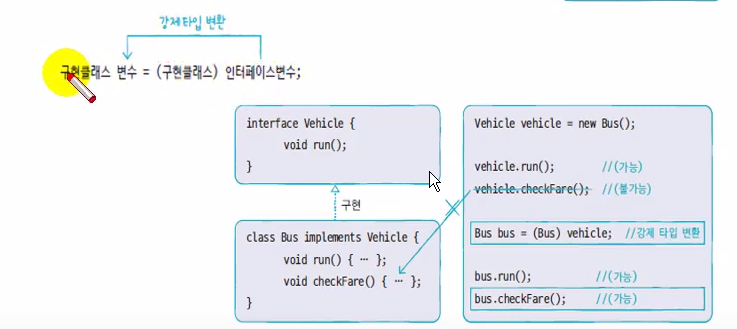 강제 타입 변환
구현클래스 변수 = (구현클래스) 인터페이스변수;
interface Vehicle {
void run();
}
구현
class Bus implements Vehicle {
void run() { ⋯ };
void checkFare() { ⋯ };
}
Vehicle vehicle = new Bus();
vehicle.run(); //(가능)
vehicle.checkFare(); //(불가능)
Bus bus = (Bus) vehicle; //강제 타입 변환
bus.run(); //(가능)
bus.checkFare(); //(가능)